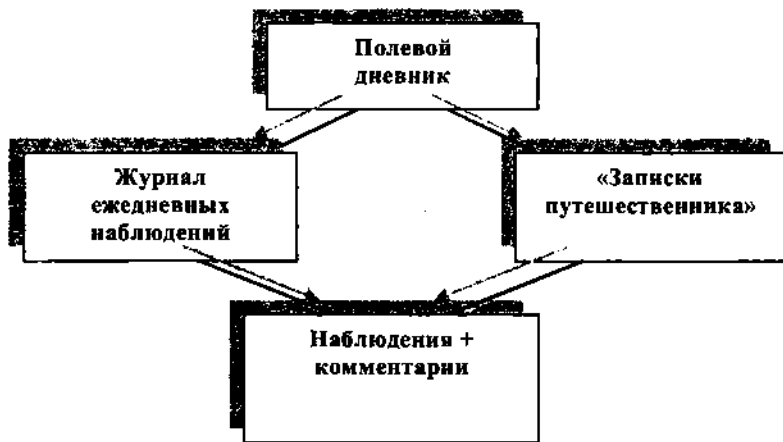 Полевой
дневник
Журнал
ежедневных
наблюдений
«Записки
путешественника»
Наблюдения +
комментарии